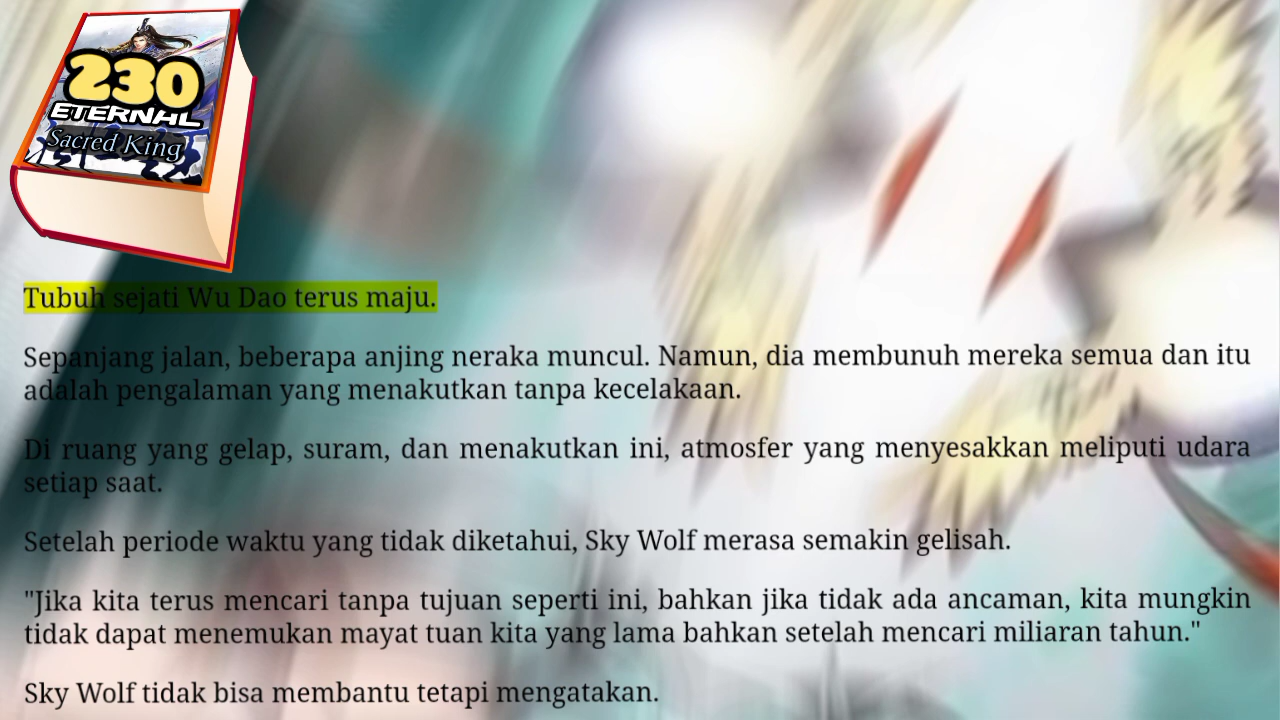 230
ETERNAL
Sacred King
Tubuh sejati Wu Dao terus maju.
Sepanjang jalan, beberapa anjing neraka muncul. Namun, dia membunuh mereka semua dan itu
adalah pengalaman yang menakutkan tanpa kecelakaan.
Di ruang yang gelap, suram, dan menakutkan ini, atmosfer yang menyesakkan meliputi udara
setiap saat.
Setelah periode waktu yang tidak diketahui, Sky Wolf merasa semakin gelisah.
"Jika kita terus mencari tanpa tujuan seperti ini, bahkan jika tidak ada ancaman, kita mungkin
tidak dapat menemukan mayat tuan kita yang lama bahkan setelah mencari miliaran tahun."
Sky Wolf tidak bisa membantu tetapi mengatakan.